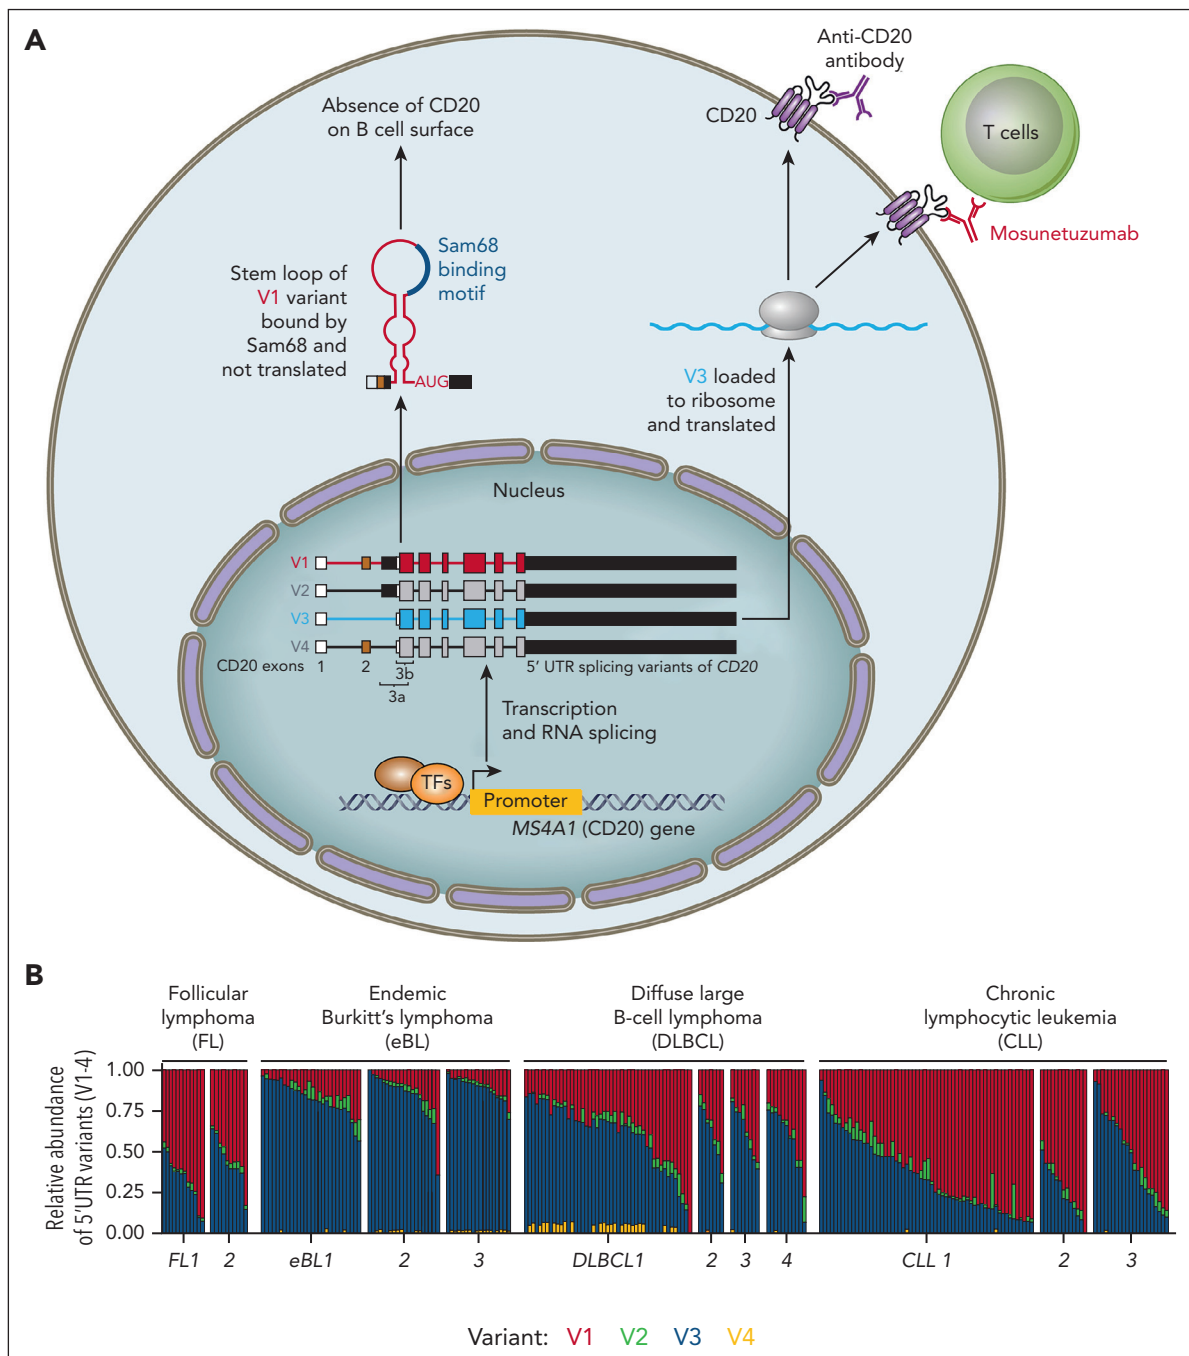 A
Anti-CD20
antibody
Absence of CD20
on B cell surface
CD20
T cells
Mosunetuzumab
Sam68
binding
motif
Stem loop of
V1 variant
bound by
Sam68 and
not translated
AUG
V3 loaded
to ribosome
and translated
Nucleus
V1
V2
V3
V4
CD20 exons 1 2 3b 5' UTR splicing variants of CD20
3a
Transcription
and RNA splicing
TFs
Promoter
MS4A1 (CD20) gene
B
Follicular
lymphoma
(FL)
Endemic
Burkitt's lymphoma
(eBL)
Diffuse large
B-cell lymphoma
(DLBCL)
Chronic
lymphocytic leukemia
(CLL)
Relative abundance
of 5'UTR variants (V1-4)
1.00
0.75
0.50
0.25
0.00
FL1 2 eBL1 2 3 DLBCL1 2 3 4 CLL 1 2 3
Variant: V1 V2 V3 V4